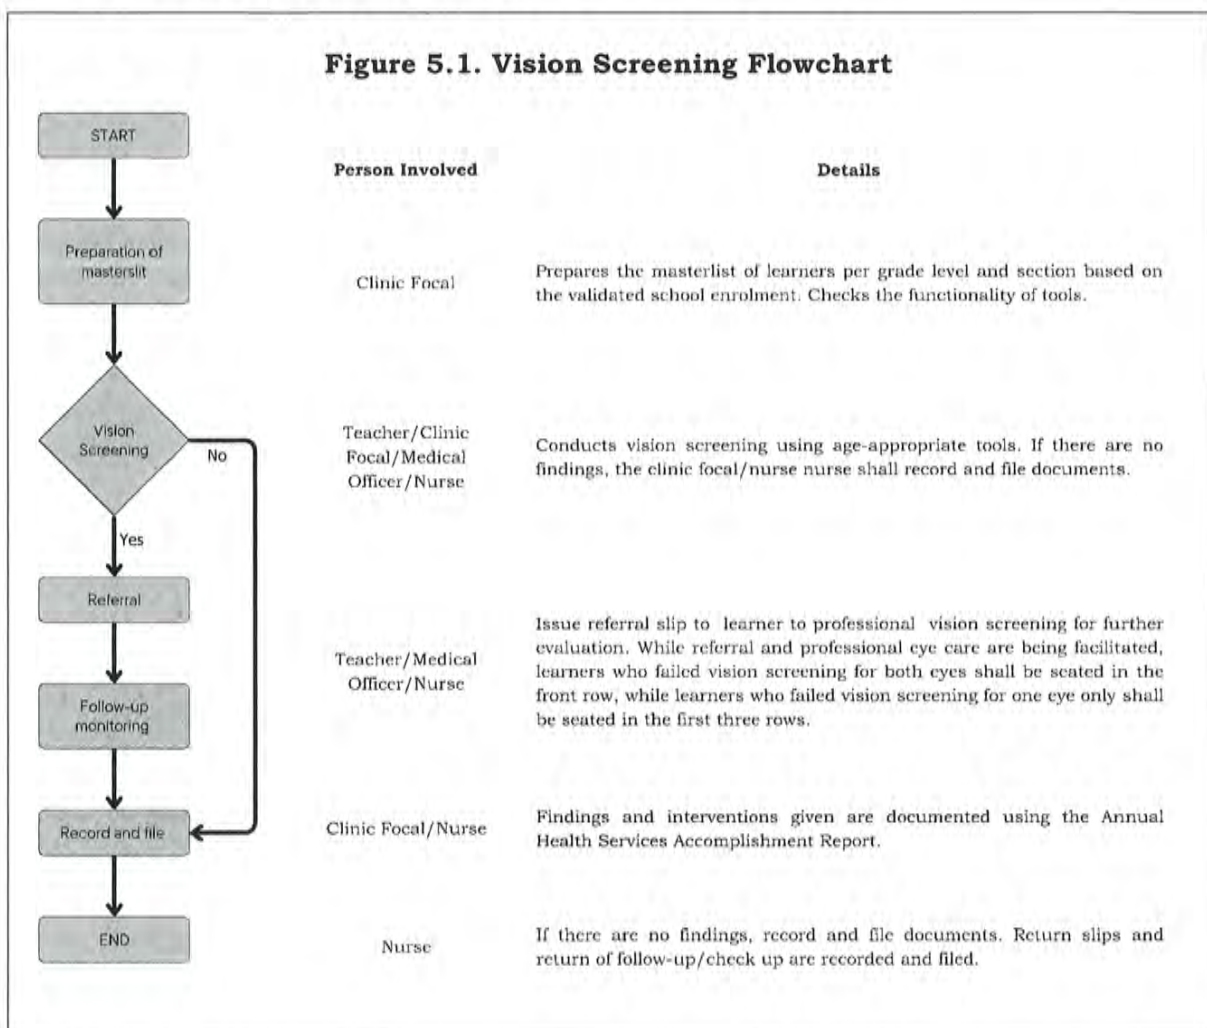 Figure 5.1. Vision Screening Flowchart
START
Person Involved
Details
Preparation of
masterslit
Clinic Focal
Prepares the masterlist of learners per grade level and section based on
the validated school enrolment. Checks the functionality of tools.
Vision
Screening
No
Teacher/Clinic
Focal/Medical
Officer/Nurse
Conducts vision screening using age-appropriate tools. If there are no
findings, the clinic focal/nurse nurse shall record and file documents.
Yes
Referral
Teacher/Medical
Officer/Nurse
Issue referral slip to learner to professional vision screening for further
evaluation. While referral and professional eye care are being facilitated,
learners who failed vision screening for both eyes shall be seated in the
front row, while learners who failed vision screening for one eye only shall
be seated in the first three rows.
Follow-up
monitoring
Record and file
Clinic Focal/Nurse
Findings and interventions given are documented using the Annual
Health Services Accomplishment Report.
END
Nurse
If there are no findings, record and file documents. Return slips and
return of follow-up/check up are recorded and filed.